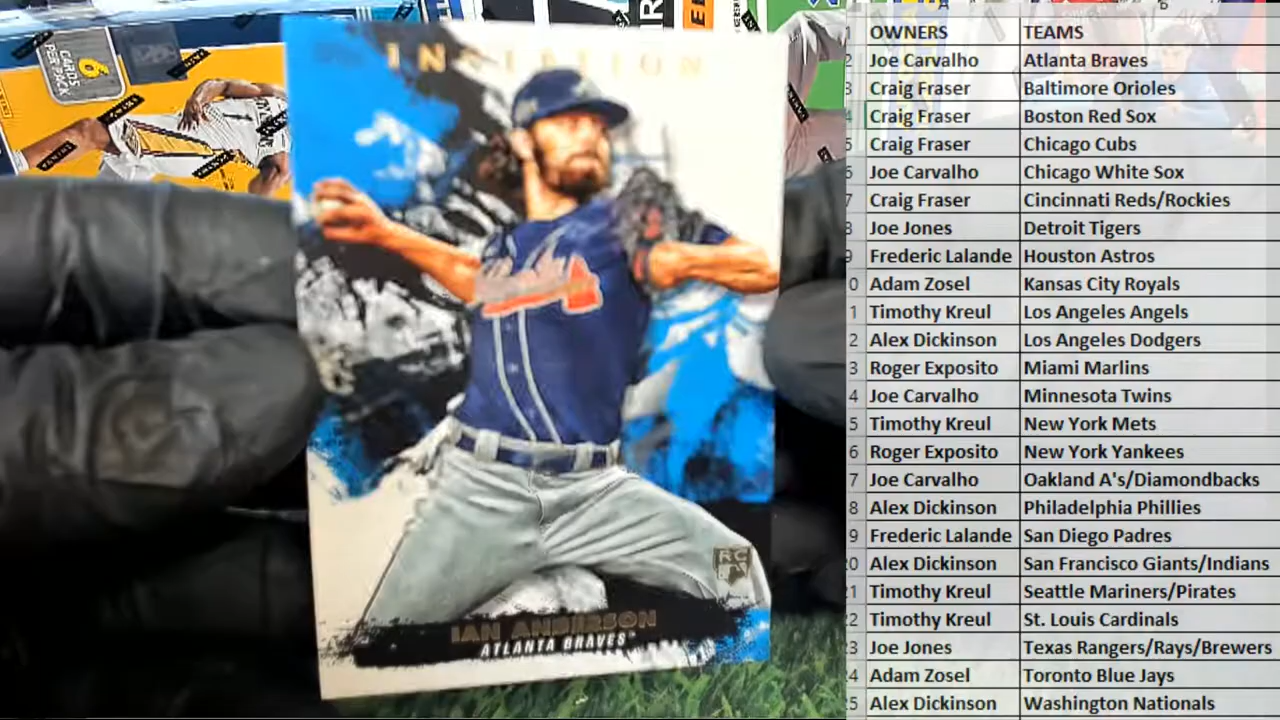 6
CARDS
PER PACK
INCEPTION
IAN ANDERSON
ATLANTA BRAVES
RC
OWNERS TEAMS
2 Joe Carvalho Atlanta Braves
3 Craig Fraser Baltimore Orioles
4 Craig Fraser Boston Red Sox
5 Craig Fraser Chicago Cubs
6 Joe Carvalho Chicago White Sox
7 Craig Fraser Cincinnati Reds/Rockies
8 Joe Jones Detroit Tigers
9 Frederic Lalande Houston Astros
0 Adam Zosel Kansas City Royals
1 Timothy Kreul Los Angeles Angels
2 Alex Dickinson Los Angeles Dodgers
3 Roger Exposito Miami Marlins
4 Joe Carvalho Minnesota Twins
5 Timothy Kreul New York Mets
6 Roger Exposito New York Yankees
7 Joe Carvalho Oakland A's/Diamondbacks
8 Alex Dickinson Philadelphia Phillies
9 Frederic Lalande San Diego Padres
20 Alex Dickinson San Francisco Giants/Indians
21 Timothy Kreul Seattle Mariners/Pirates
22 Timothy Kreul St. Louis Cardinals
23 Joe Jones Texas Rangers/Rays/Brewers
24 Adam Zosel Toronto Blue Jays
25 Alex Dickinson Washington Nationals